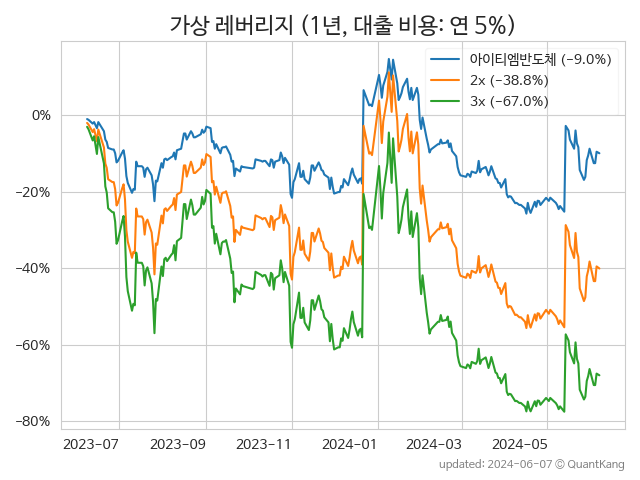 가상 레버리지 (1년, 대출 비용: 연 5%)
아이티엠반도체 (−9.0%)
2x (−38.8%)
3x (−67.0%)
0%
−20%
−40%
−60%
−80%
2023-07 2023-09 2023-11 2024-01 2024-03 2024-05
updated: 2024-06-07 © QuantKang